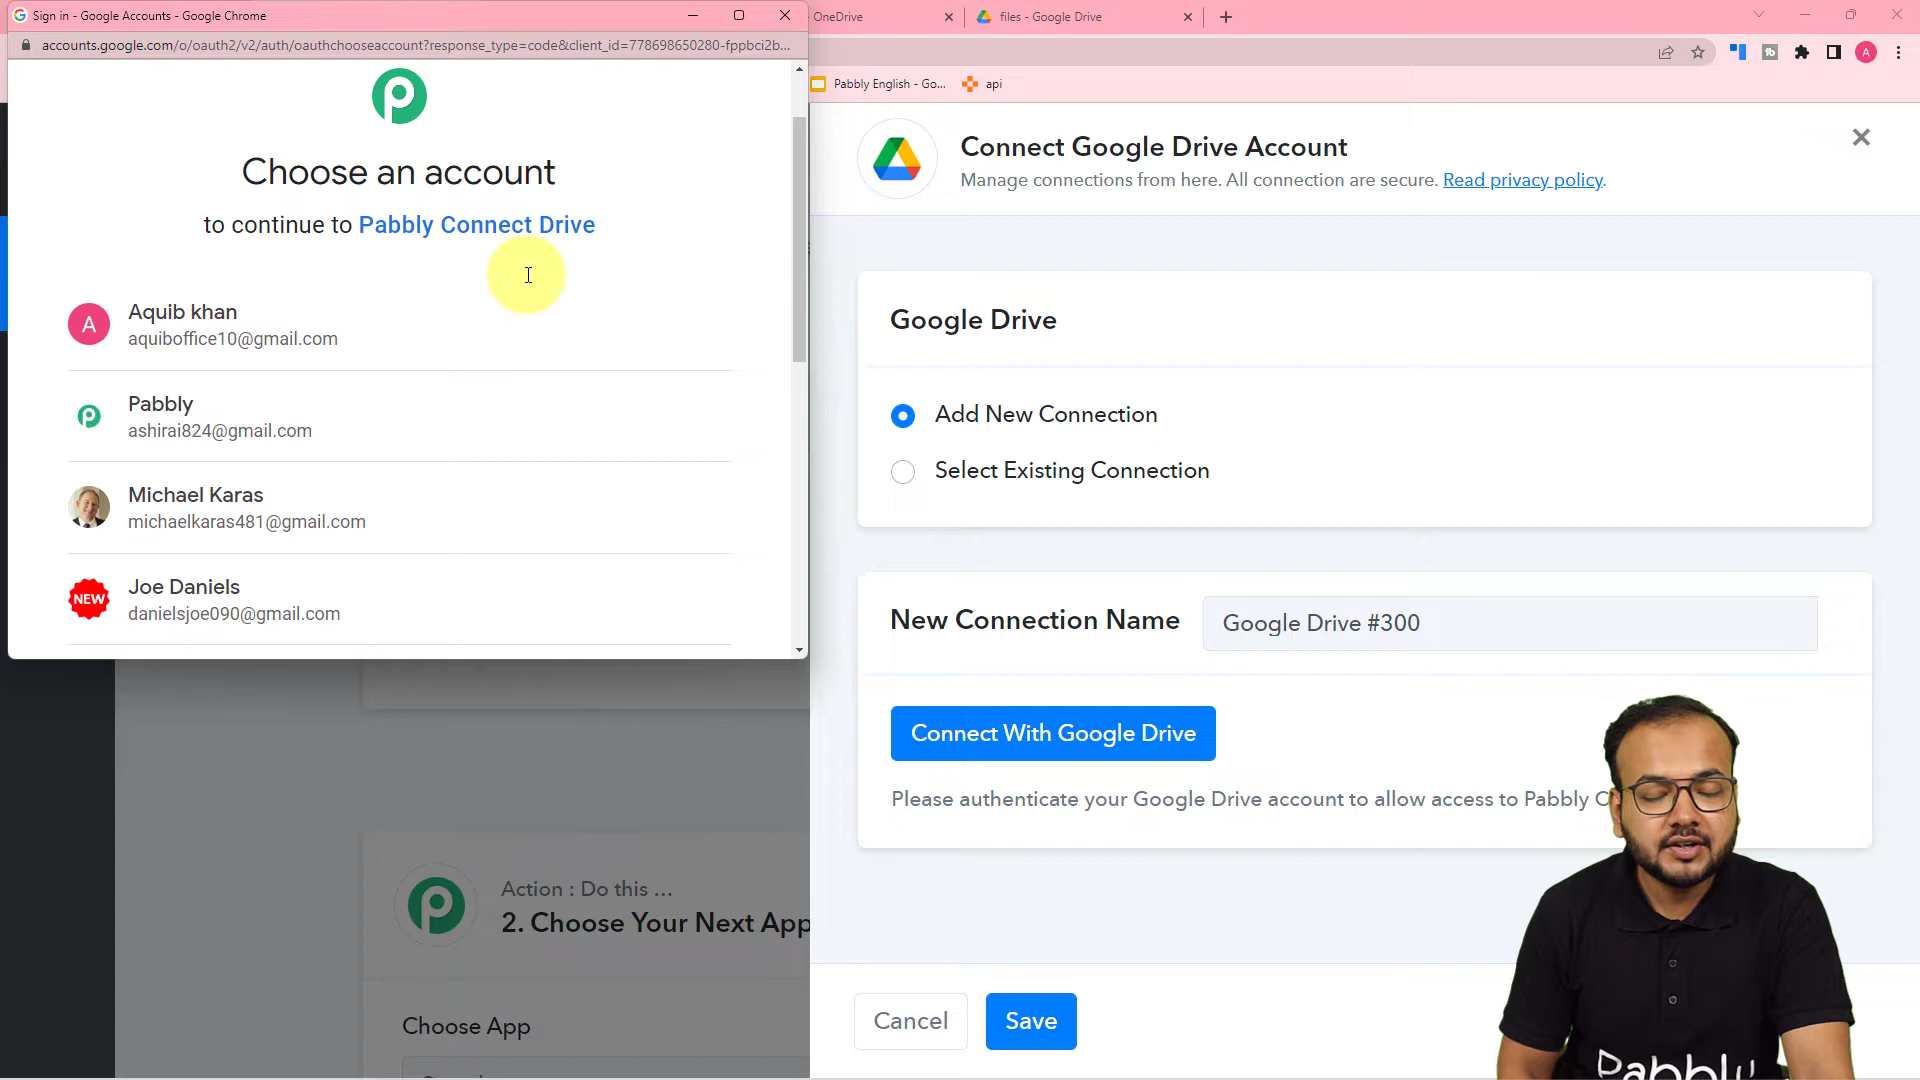 Sign in - Google Accounts - Google Chrome
accounts.google.com/o/oauth2/v2/auth/oauthchooseaccount?response_type=code&client_id=778698650280-fppbci2b...
OneDrive
files - Google Drive
A
Pabbly English - Go...
api
Choose an account
to continue to Pabbly Connect Drive
A
Aquib khan
aquiboffice10@gmail.com
Pabbly
ashirai824@gmail.com
Michael Karas
michaelkaras481@gmail.com
NEW
Joe Daniels
danielsjoe090@gmail.com
Connect Google Drive Account
Manage connections from here. All connection are secure. Read privacy policy.
Google Drive
Add New Connection
Select Existing Connection
New Connection Name
Google Drive #300
Connect With Google Drive
Please authenticate your Google Drive account to allow access to Pabbly C
Action : Do this ...
2. Choose Your Next App
Choose App
Cancel
Save
Pabbly